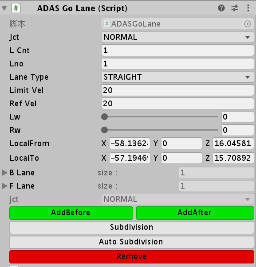 ADAS Go Lane (Script)
脚本 ADASGoLane
Jct NORMAL
L Cnt 1
Lno 1
Lane Type STRAIGHT
Limit Vel 20
Ref Vel 20
Lw 0
Rw 0
LocalFrom X -58.1362 Y 0 Z 16.04581
LocalTo X -57.1946 Y 0 Z 15.70892
B Lane size : 1
F Lane size : 1
jct NORMAL
AddBefore AddAfter
Subdivision
Auto Subdivision
Remove